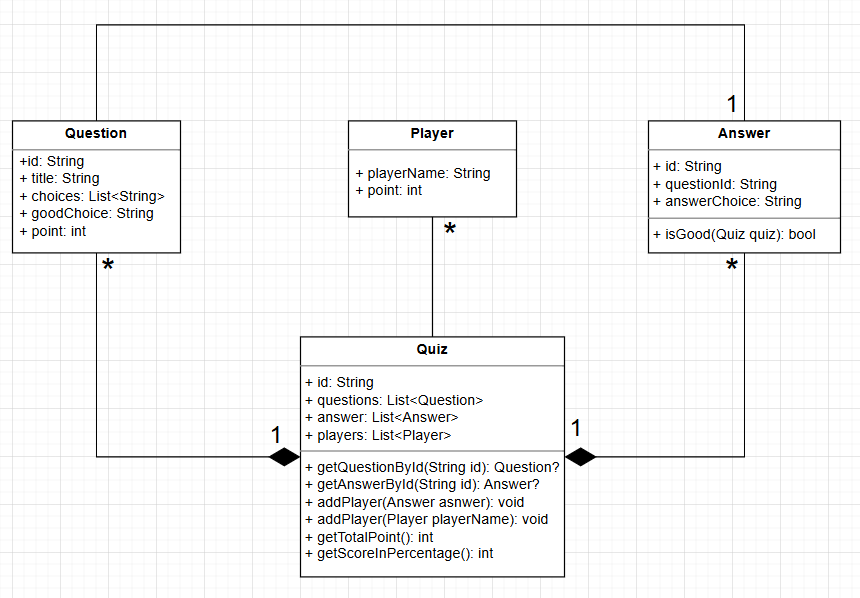 1
Question
+id: String
+ title: String
+ choices: List<String>
+ goodChoice: String
+ point: int
*
Player
+ playerName: String
+ point: int
*
Answer
+ id: String
+ questionId: String
+ answerChoice: String
+ isGood(Quiz quiz): bool
*
Quiz
+ id: String
+ questions: List<Question>
+ answer: List<Answer>
+ players: List<Player>
1
1
+ getQuestionById(String id): Question?
+ getAnswerById(String id): Answer?
+ addPlayer(Answer asnwer): void
+ addPlayer(Player playerName): void
+ getTotalPoint(): int
+ getScoreInPercentage(): int